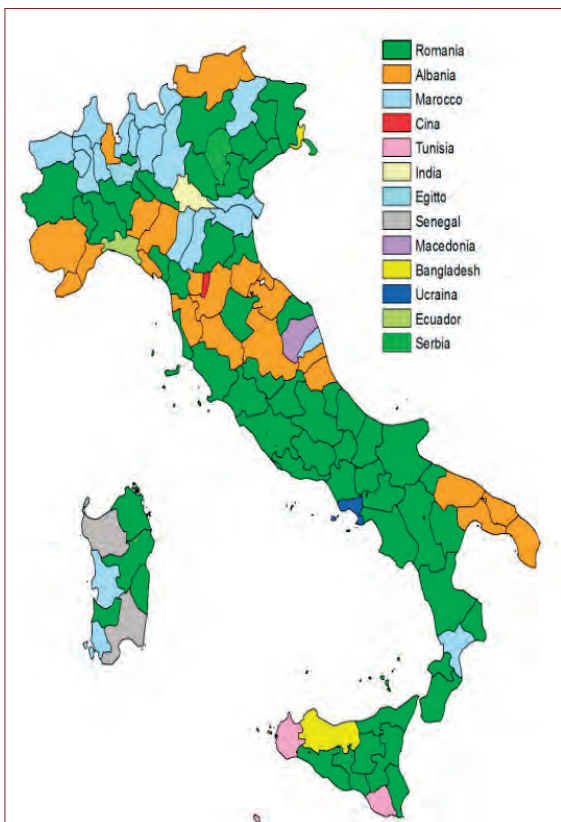 Romania
Albania
Marocco
Cina
Tunisia
India
Egitto
Senegal
Macedonia
Bangladesh
Ucraina
Ecuador
Serbia